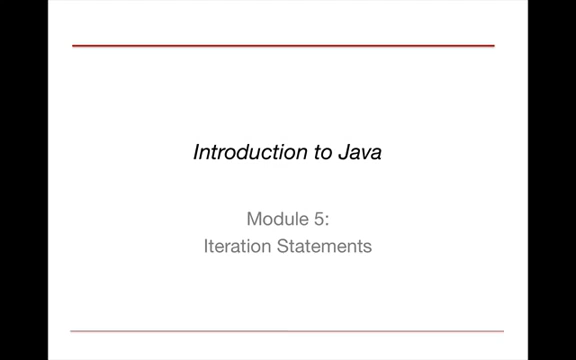 Introduction to Java
Module 5:
Iteration Statements